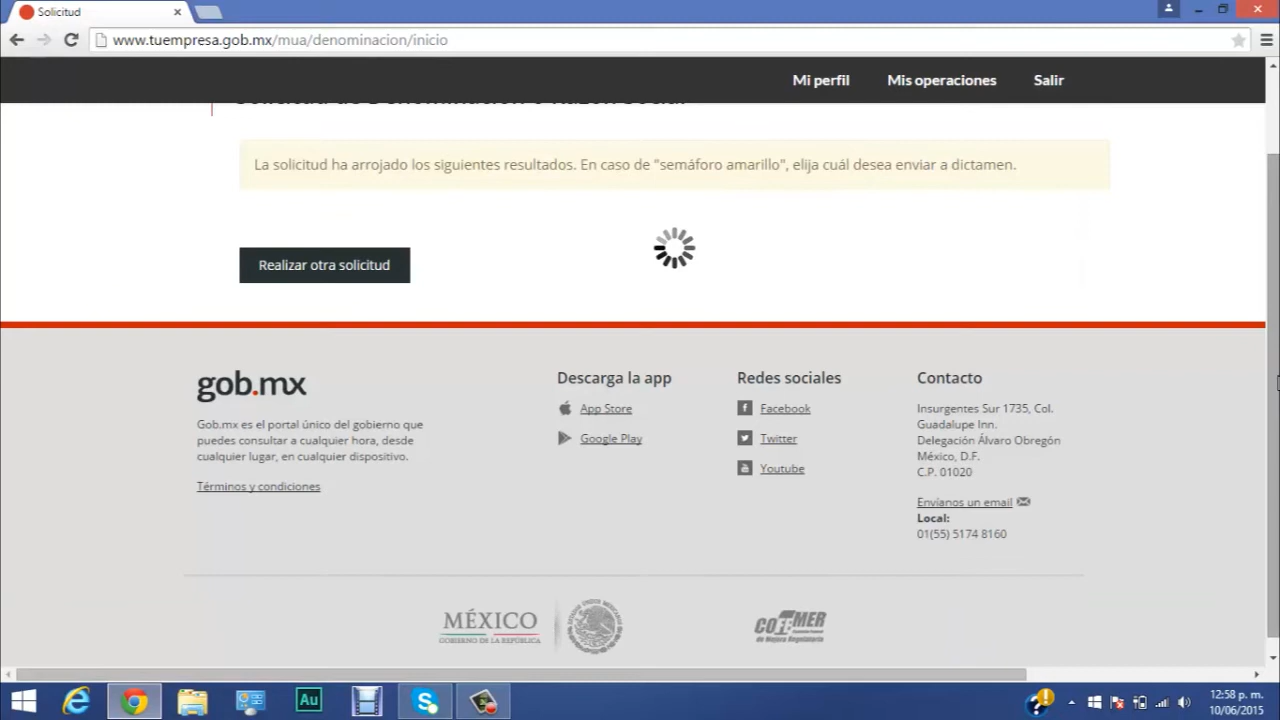 Solicitud
www.tuempresa.gob.mx/mua/denominacion/inicio
Mi perfil Mis operaciones Salir
Solicitud de Denominación o Razón Social
La solicitud ha arrojado los siguientes resultados. En caso de "semáforo amarillo", elija cuál desea enviar a dictamen.
Realizar otra solicitud
gob.mx
Gob.mx es el portal único del gobierno que
puedes consultar a cualquier hora, desde
cualquier lugar, en cualquier dispositivo.
Términos y condiciones
Descarga la app
App Store
Google Play
Redes sociales
Facebook
Twitter
Youtube
Contacto
Insurgentes Sur 1735, Col.
Guadalupe Inn.
Delegación Álvaro Obregón
México, D.F.
C.P. 01020
Envíanos un email
Local:
01(55) 5174 8160
MÉXICO
GOBIERNO DE LA REPÚBLICA
COFEMER
Au
12:58 p. m.
10/06/2015